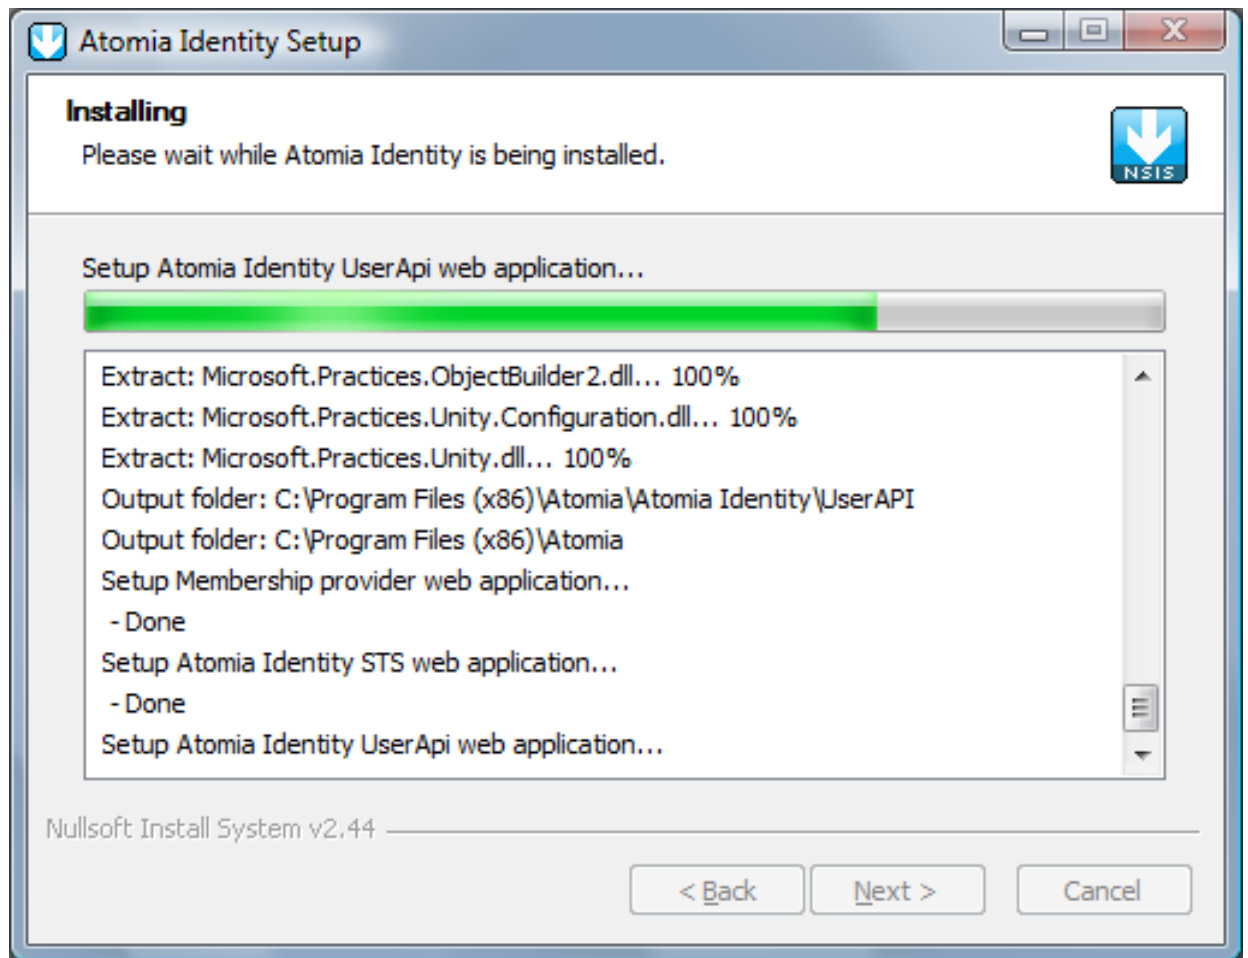 Atomia Identity Setup
Installing
Please wait while Atomia Identity is being installed.
NSIS
Setup Atomia Identity UserApi web application...
Extract: Microsoft.Practices.ObjectBuilder2.dll... 100%
Extract: Microsoft.Practices.Unity.Configuration.dll... 100%
Extract: Microsoft.Practices.Unity.dll... 100%
Output folder: C:\Program Files (x86)\Atomia\Atomia Identity\UserAPI
Output folder: C:\Program Files (x86)\Atomia
Setup Membership provider web application...
- Done
Setup Atomia Identity STS web application...
- Done
Setup Atomia Identity UserApi web application...
Nullsoft Install System v2.44
< Back Next > Cancel